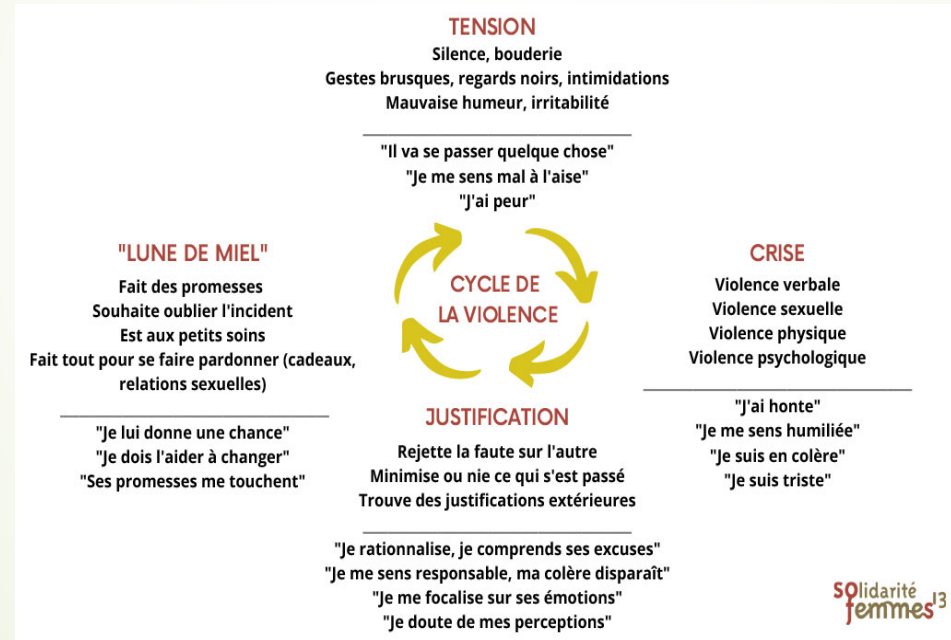 TENSION
Silence, bouderie
Gestes brusques, regards noirs, intimidations
Mauvaise humeur, irritabilité
"Il va se passer quelque chose"
"Je me sens mal à l'aise"
"J'ai peur"
"LUNE DE MIEL"
Fait des promesses
Souhaite oublier l'incident
Est aux petits soins
Fait tout pour se faire pardonner (cadeaux,
relations sexuelles)
"Je lui donne une chance"
"Je dois l'aider à changer"
"Ses promesses me touchent"
CYCLE DE
LA VIOLENCE
CRISE
Violence verbale
Violence sexuelle
Violence physique
Violence psychologique
"J'ai honte"
"Je me sens humiliée"
"Je suis en colère"
"Je suis triste"
JUSTIFICATION
Rejette la faute sur l'autre
Minimise ou nie ce qui s'est passé
Trouve des justifications extérieures
"Je rationnalise, je comprends ses excuses"
"Je me sens responsable, ma colère disparaît"
"Je me focalise sur ses émotions"
"Je doute de mes perceptions"
solidarité
femmes13